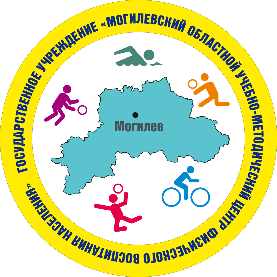 ГОСУДАРСТВЕННОЕ УЧРЕЖДЕНИЕ «МОГИЛЕВСКИЙ ОБЛАСТНОЙ УЧЕБНО-МЕТОДИЧЕСКИЙ ЦЕНТР ФИЗИЧЕСКОГО ВОСПИТАНИЯ НАСЕЛЕНИЯ»
Могилев